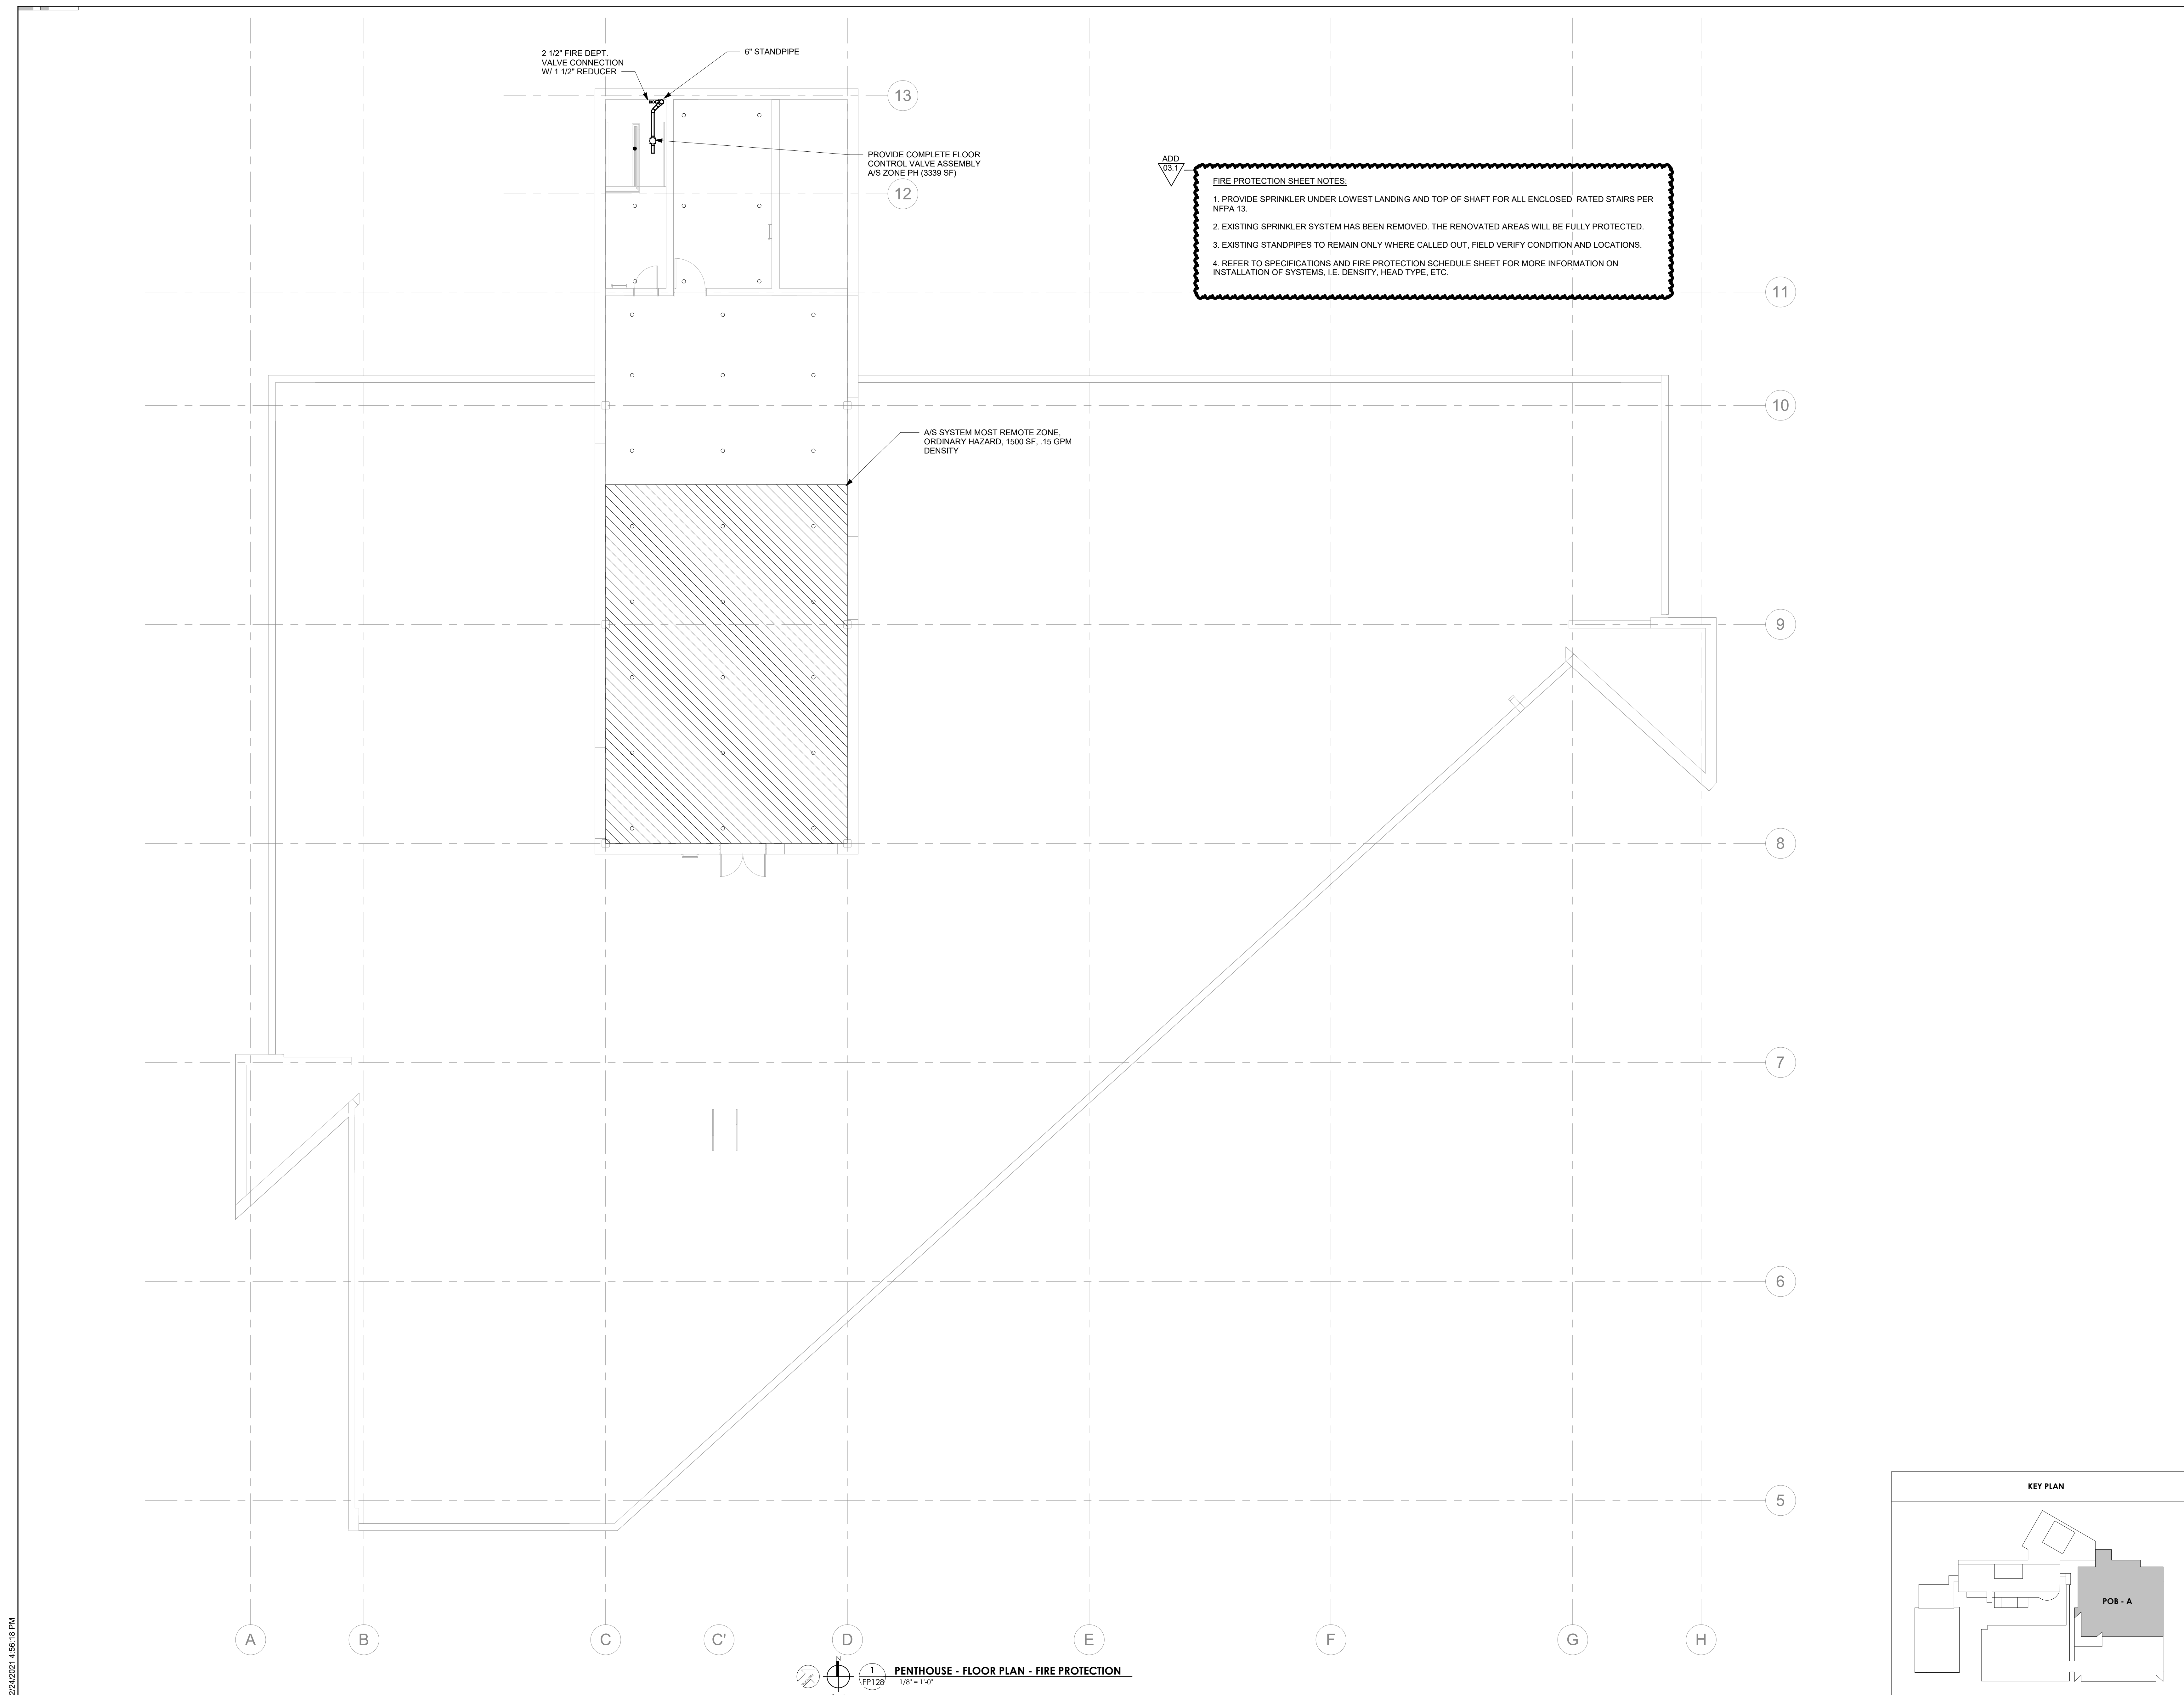 2 1/2" FIRE DEPT.
VALVE CONNECTION
W/ 1 1/2" REDUCER
6" STANDPIPE
13
PROVIDE COMPLETE FLOOR
CONTROL VALVE ASSEMBLY
A/S ZONE PH (3339 SF)
12
ADD
03.1
FIRE PROTECTION SHEET NOTES:
1. PROVIDE SPRINKLER UNDER LOWEST LANDING AND TOP OF SHAFT FOR ALL ENCLOSED RATED STAIRS PER
NFPA 13.
2. EXISTING SPRINKLER SYSTEM HAS BEEN REMOVED. THE RENOVATED AREAS WILL BE FULLY PROTECTED.
3. EXISTING STANDPIPES TO REMAIN ONLY WHERE CALLED OUT, FIELD VERIFY CONDITION AND LOCATIONS.
4. REFER TO SPECIFICATIONS AND FIRE PROTECTION SCHEDULE SHEET FOR MORE INFORMATION ON
INSTALLATION OF SYSTEMS, I.E. DENSITY, HEAD TYPE, ETC.
11
10
A/S SYSTEM MOST REMOTE ZONE,
ORDINARY HAZARD, 1500 SF, .15 GPM
DENSITY
9
8
7
6
5
A
B
C
C'
D
E
F
G
H
N
1
FP128
PENTHOUSE - FLOOR PLAN - FIRE PROTECTION
1/8" = 1'-0"
KEY PLAN
POB - A
2/24/2021 4:56:18 PM